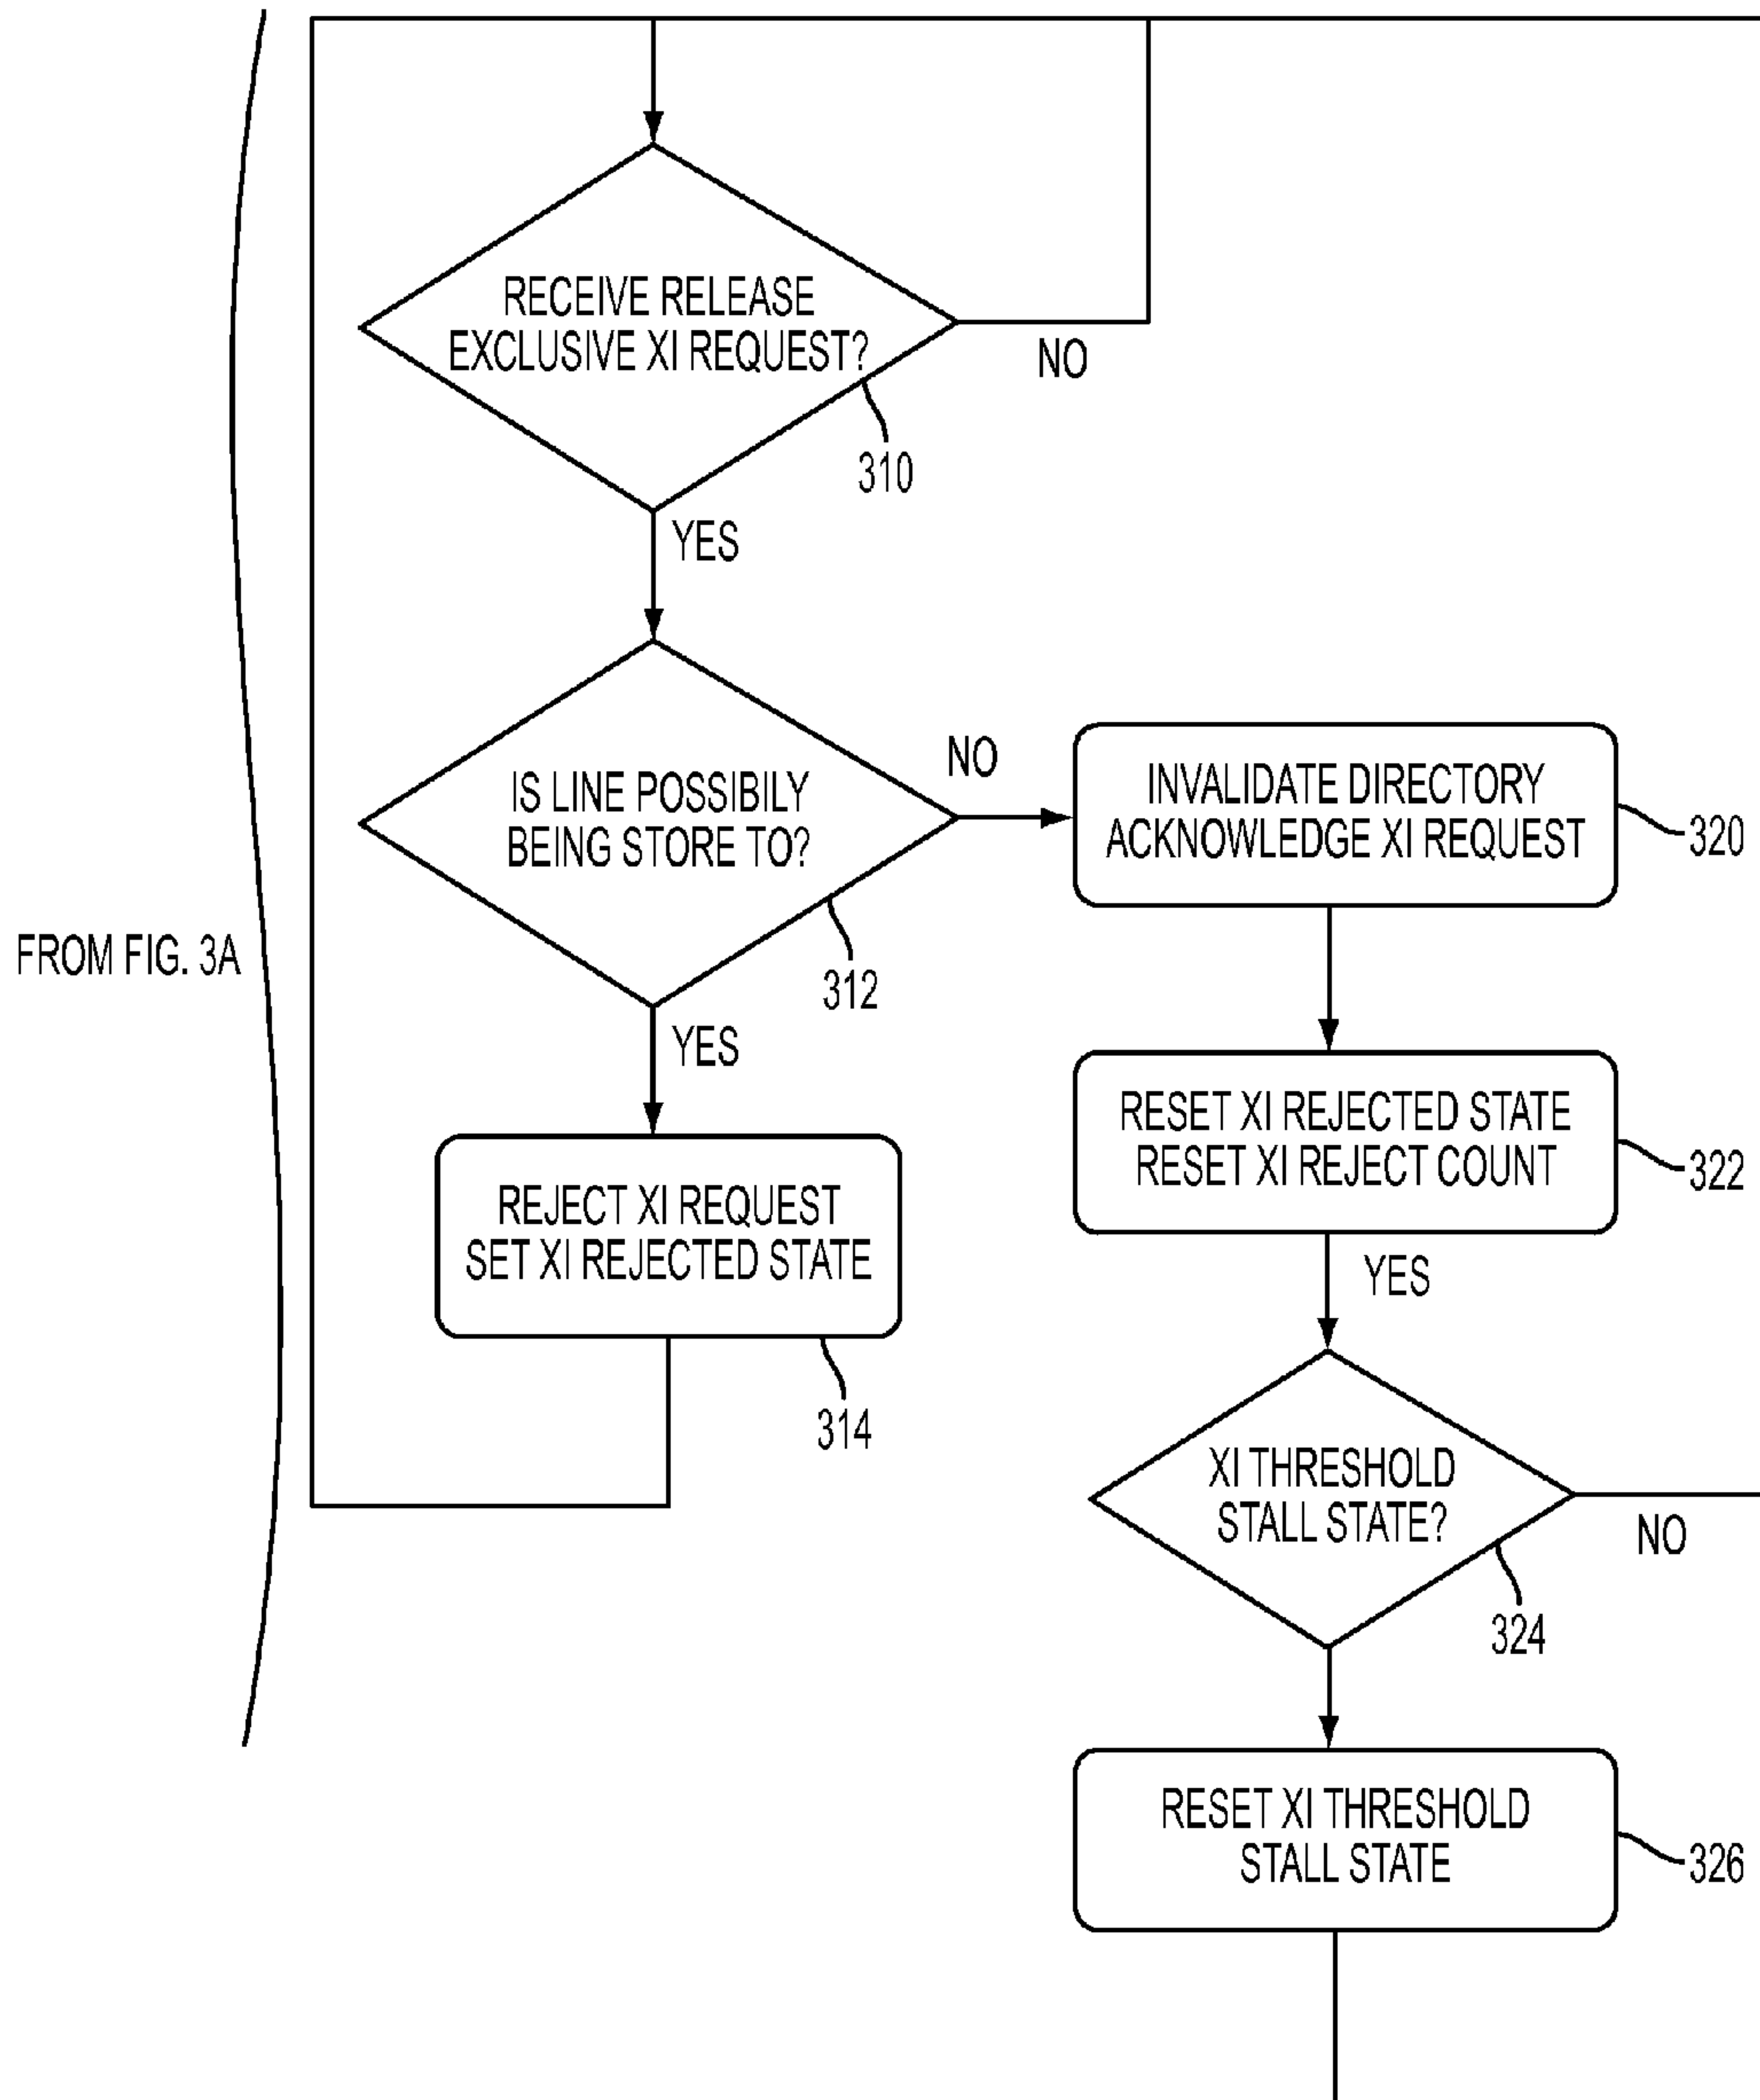 RECEIVE RELEASE
EXCLUSIVE XI REQUEST?
NO
310
YES
IS LINE POSSIBILY
BEING STORE TO?
NO
312
INVALIDATE DIRECTORY
ACKNOWLEDGE XI REQUEST
320
FROM FIG. 3A
YES
REJECT XI REQUEST
SET XI REJECTED STATE
314
RESET XI REJECTED STATE
RESET XI REJECT COUNT
322
YES
XI THRESHOLD
STALL STATE?
NO
324
RESET XI THRESHOLD
STALL STATE
326